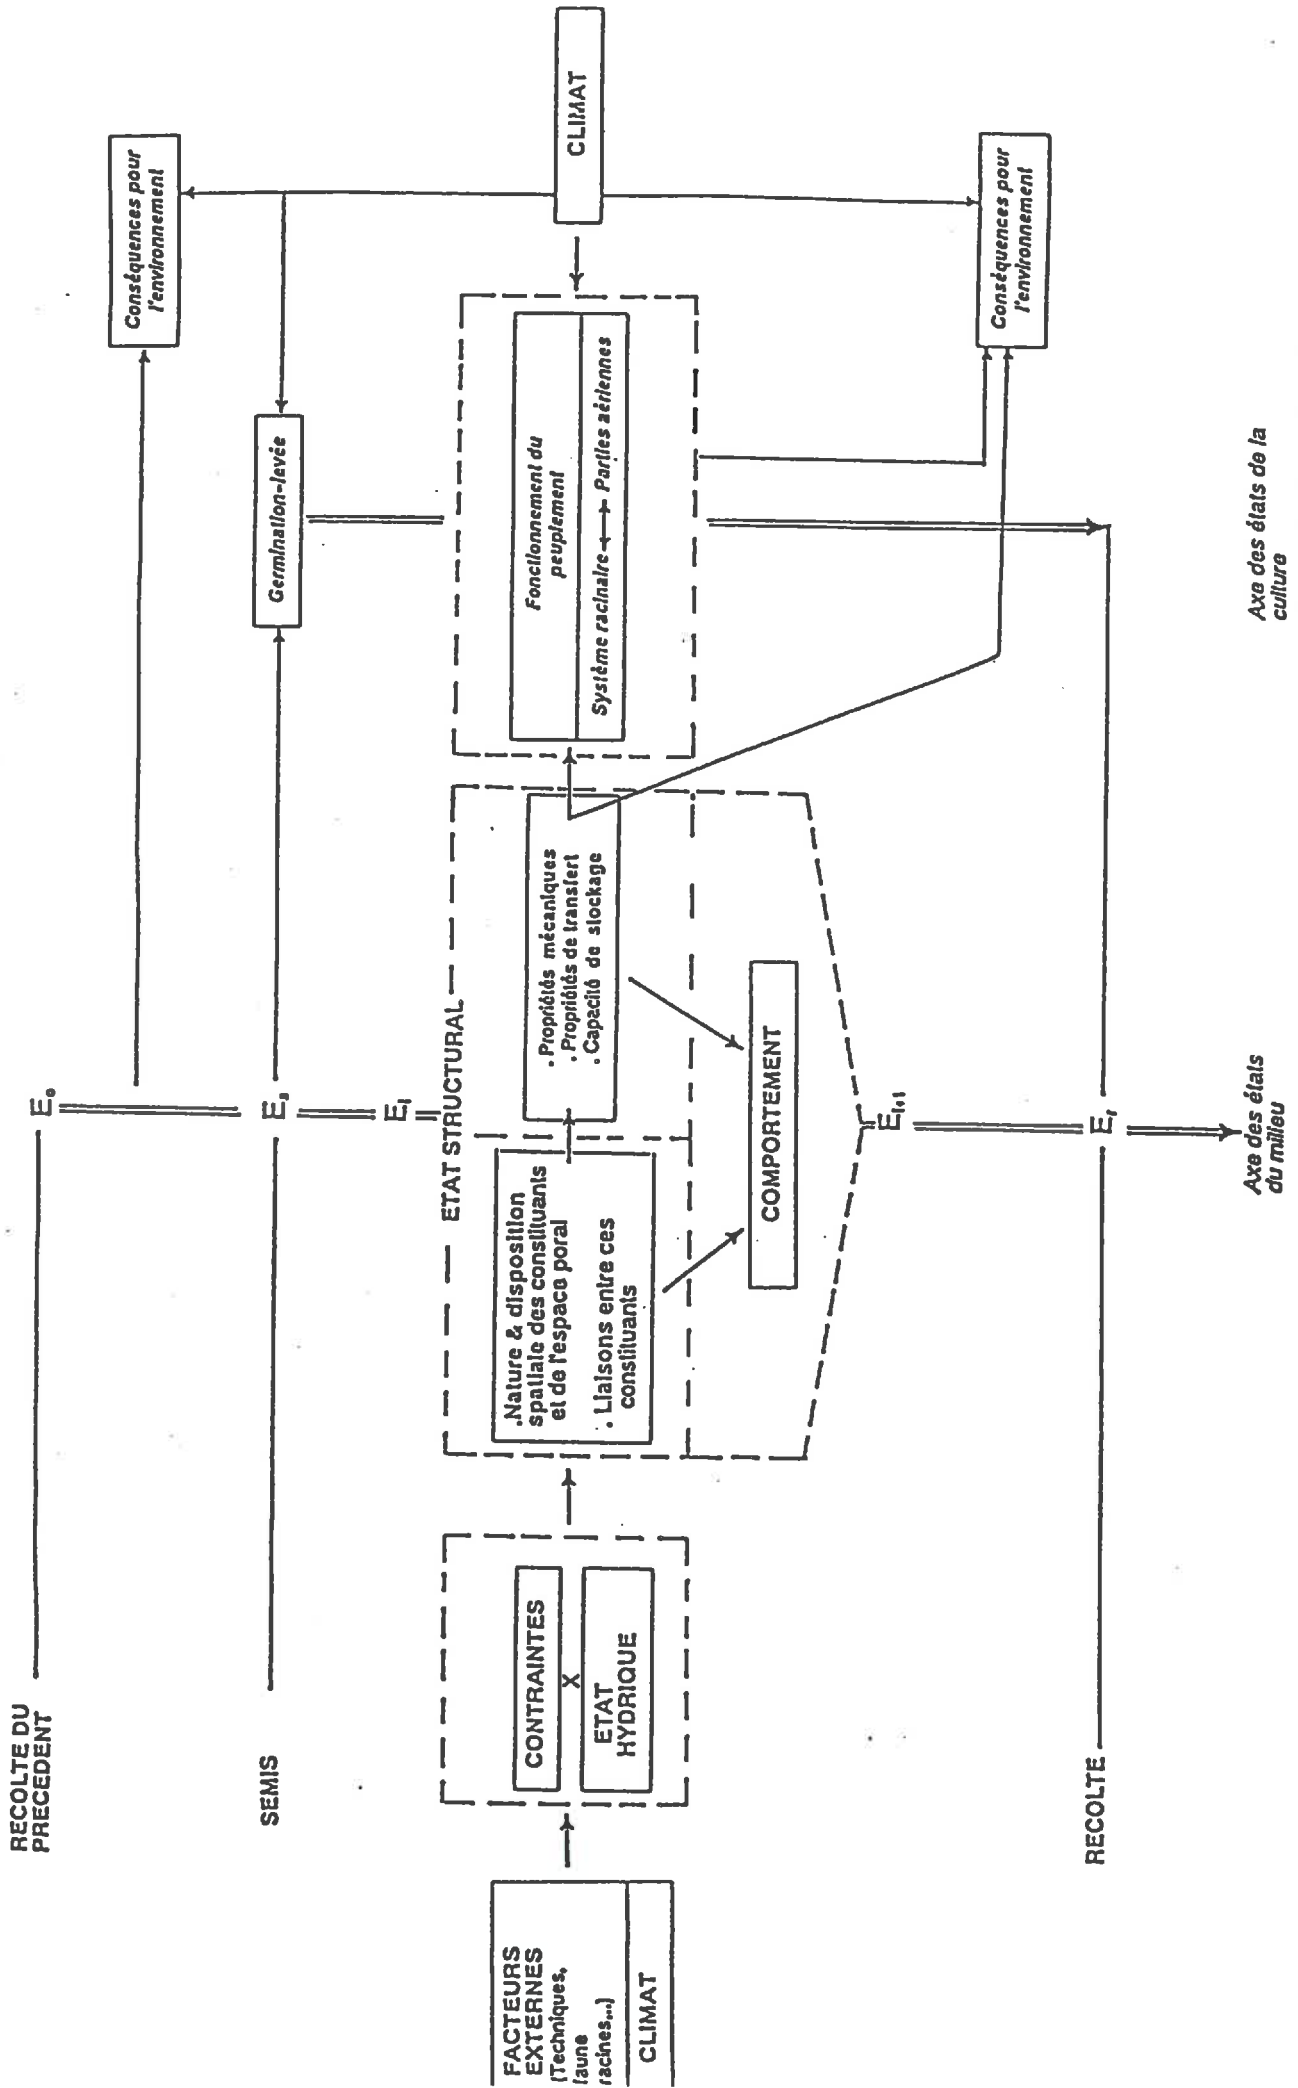 RECOLTE DU
PRECEDENT
E₀
Conséquences pour
l'environnement
SEMIS
Eₛ
Germination-levée
Eᵢ
ETAT STRUCTURAL
FACTEURS
EXTERNES
(Techniques,
faune
racines...)
CLIMAT
CONTRAINTES
X
ETAT
HYDRIQUE
.Nature & disposition
spatiale des constituants
et de l'espace poral
. Liaisons entre ces
constituants
. Propriétés mécaniques
. Propriétés de transfert
. Capacité de stockage
Fonctionnement du
peuplement
Système racinaire ⟷ Parties aériennes
CLIMAT
COMPORTEMENT
Eᵢ₊₁
Conséquences pour
l'environnement
RECOLTE
Eᵣ
Axe des états
du milieu
Axe des états de la
culture